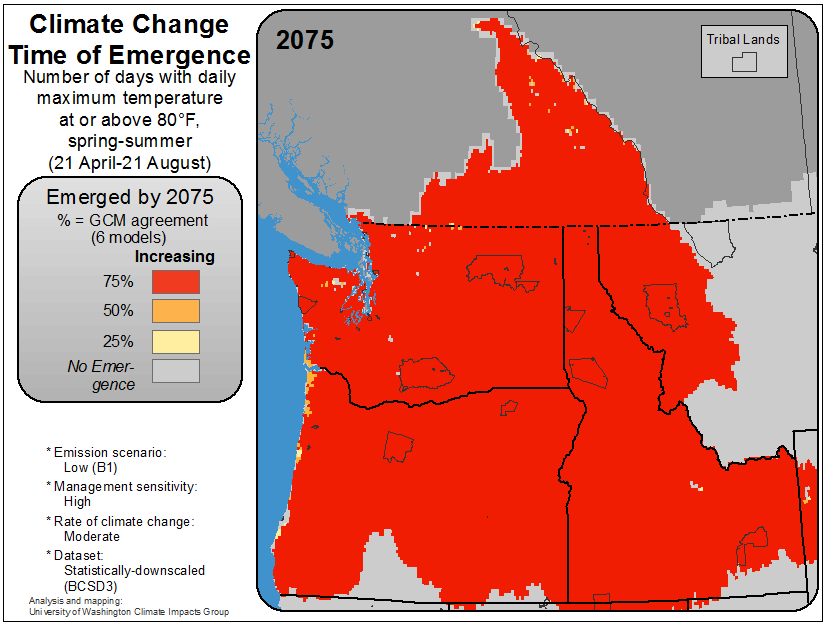 Climate Change
Time of Emergence
Number of days with daily
maximum temperature
at or above 80°F,
spring-summer
(21 April-21 August)
Emerged by 2075
% = GCM agreement
(6 models)
Increasing
75%
50%
25%
No Emer-
gence
* Emission scenario:
Low (B1)
* Management sensitivity:
High
* Rate of climate change:
Moderate
* Dataset:
Statistically-downscaled
(BCSD3)
Analysis and mapping:
University of Washington Climate Impacts Group
2075
Tribal Lands